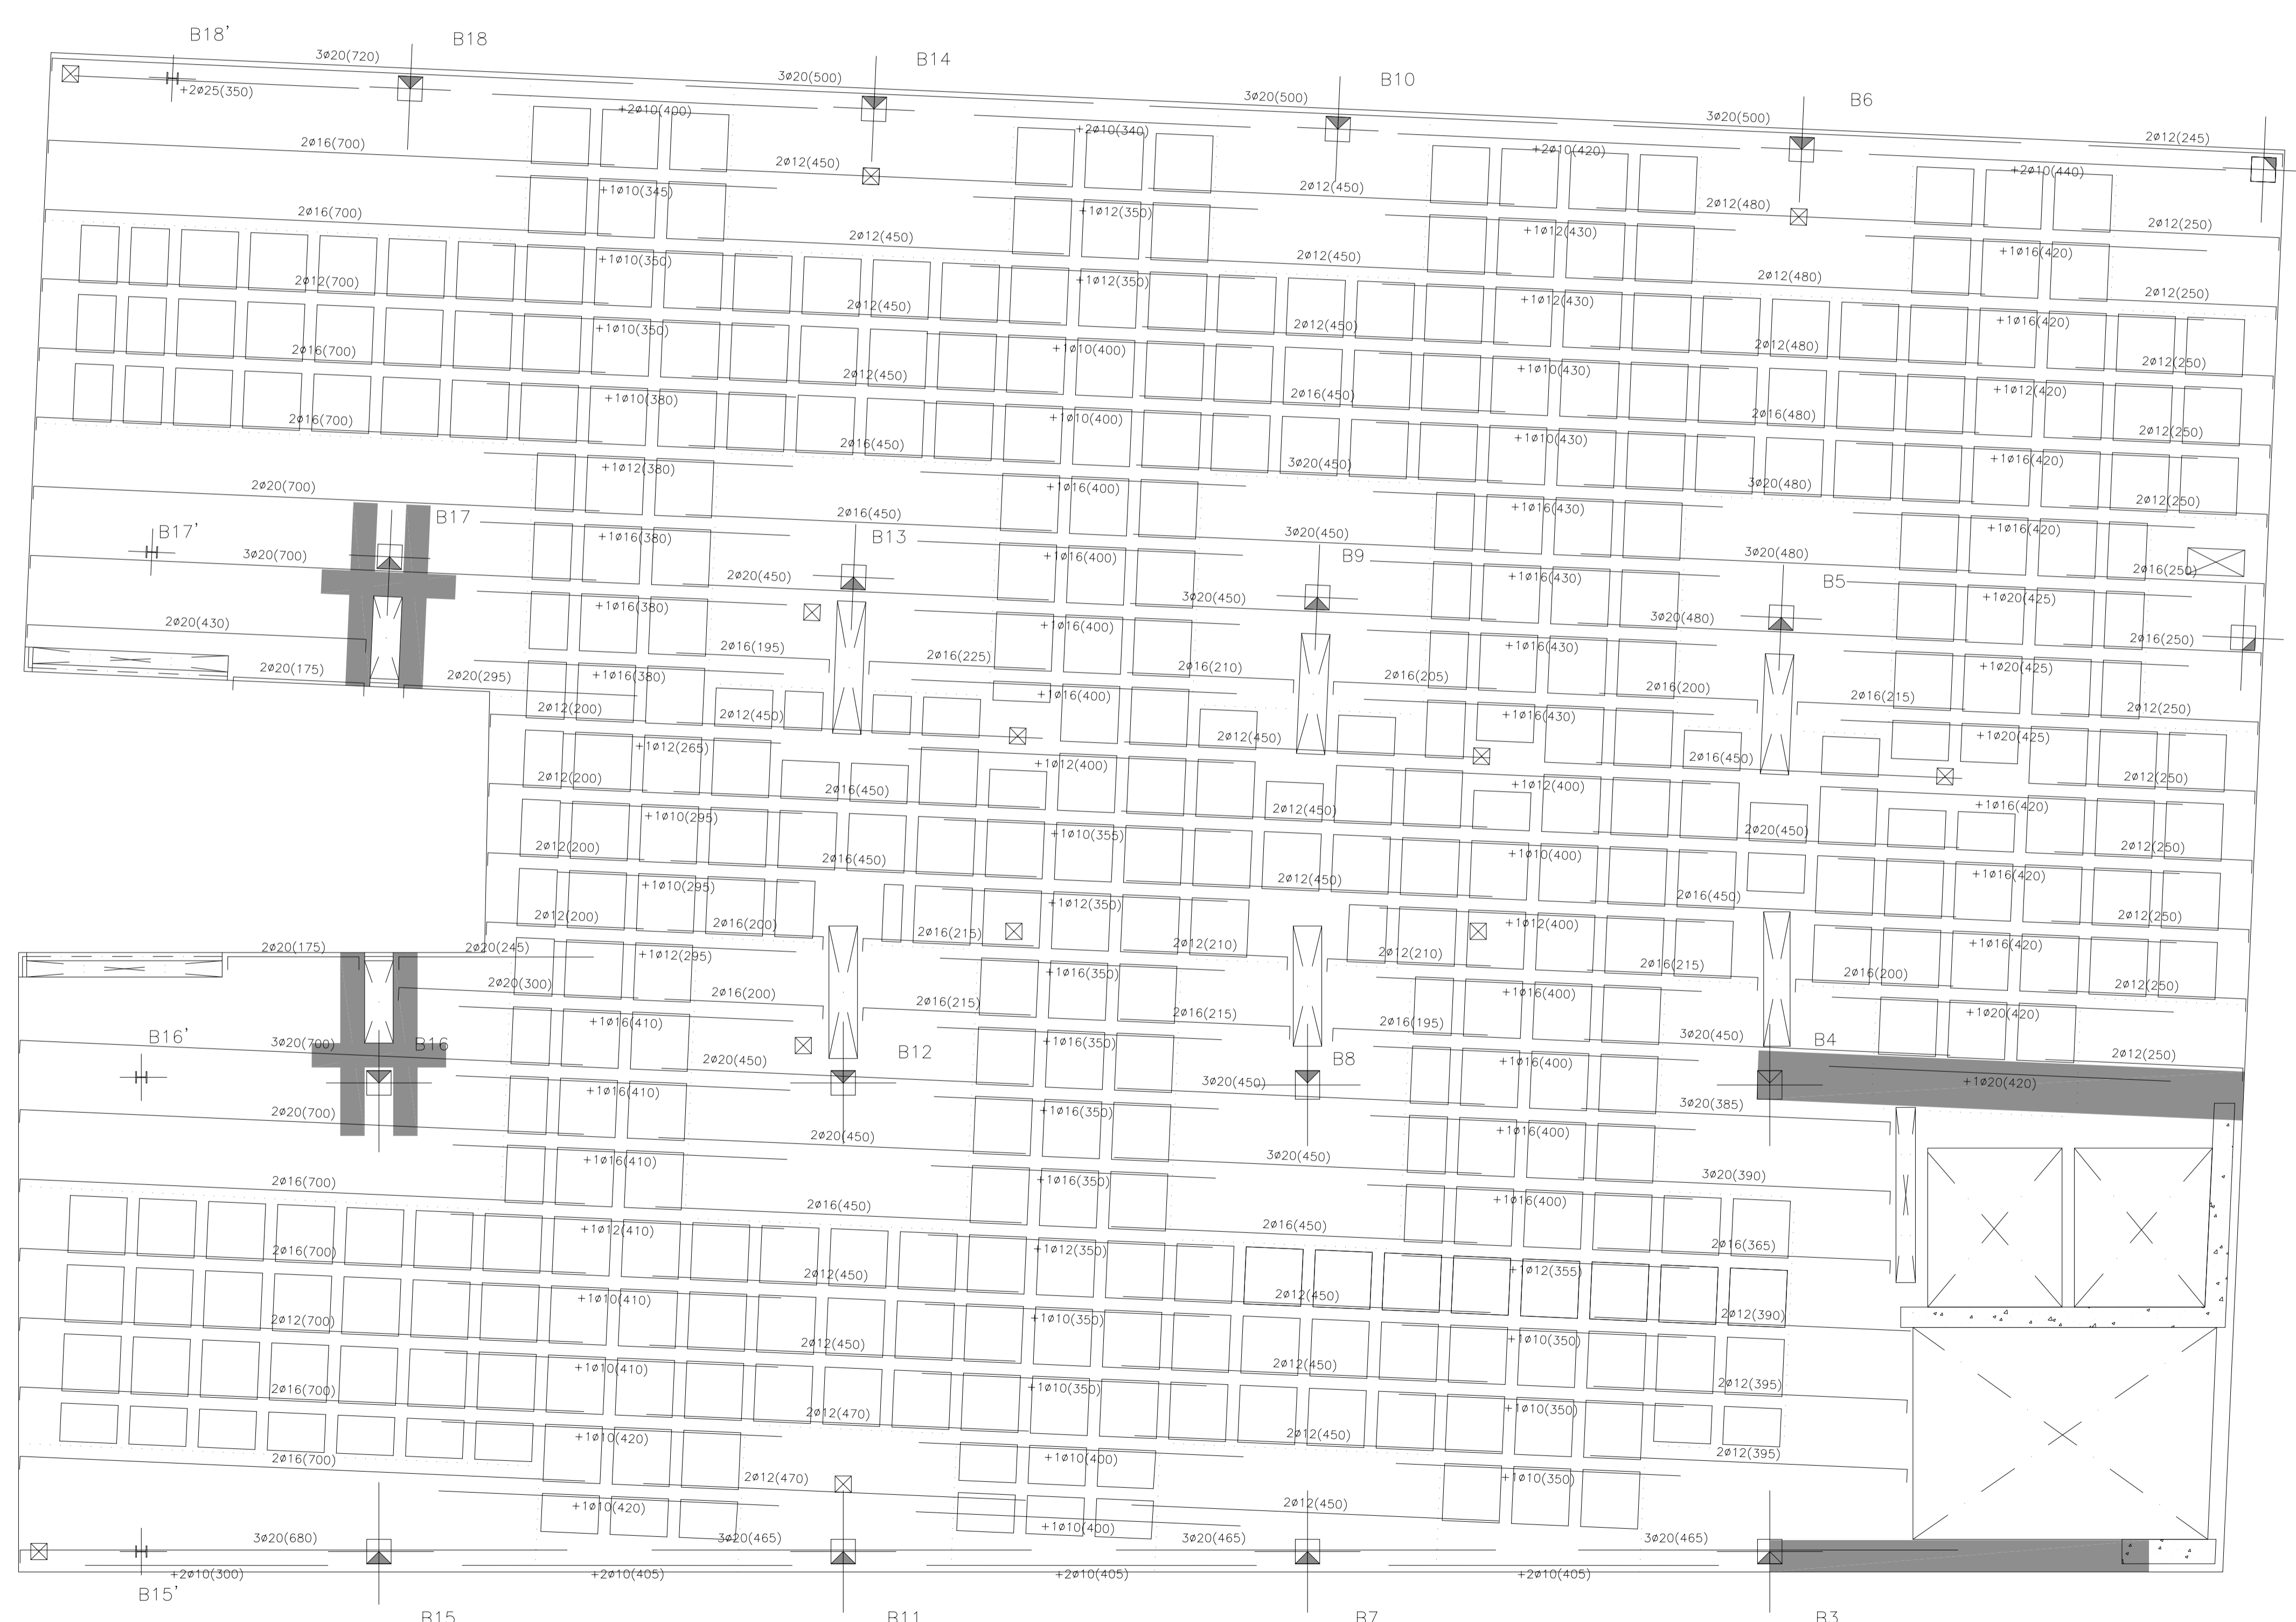 B18'
B18
3ø20(720)
3ø20(500)
B14
B10
3ø20(500)
B6
3ø20(500)
2ø12(245)
+2ø25(350)
+2ø10(400)
+2ø10(340)
+2ø10(420)
+2ø10(440)
2ø16(700)
2ø12(450)
2ø12(450)
2ø12(480)
2ø12(250)
+1ø10(345)
+1ø12(350)
+1ø12(430)
+1ø16(420)
2ø16(700)
2ø12(450)
2ø12(450)
2ø12(480)
2ø12(250)
+1ø10(350)
+1ø12(350)
+1ø12(430)
+1ø16(420)
2ø12(700)
2ø12(450)
2ø12(450)
2ø12(480)
2ø12(250)
+1ø10(350)
+1ø10(400)
+1ø10(430)
+1ø12(420)
2ø16(700)
2ø12(450)
2ø16(450)
2ø16(480)
2ø12(250)
+1ø10(380)
+1ø10(400)
+1ø10(430)
+1ø16(420)
2ø16(700)
2ø16(450)
3ø20(450)
3ø20(480)
2ø12(250)
+1ø12(380)
+1ø16(400)
+1ø16(430)
+1ø16(420)
2ø20(700)
2ø16(450)
3ø20(450)
3ø20(480)
2ø16(250)
B17
B17'
B13
B9
B5
+1ø16(380)
+1ø16(400)
+1ø16(430)
+1ø20(425)
3ø20(700)
2ø20(450)
3ø20(450)
3ø20(480)
2ø16(250)
+1ø16(380)
+1ø16(400)
+1ø16(430)
+1ø20(425)
2ø20(430)
2ø16(195)
2ø16(225)
2ø16(210)
2ø16(205)
2ø16(200)
2ø16(215)
2ø12(250)
2ø20(175)
2ø20(295)
+1ø16(380)
+1ø16(400)
+1ø16(430)
+1ø20(425)
2ø12(200)
2ø12(450)
2ø12(450)
2ø16(450)
2ø12(250)
+1ø12(265)
+1ø12(400)
+1ø12(400)
+1ø16(420)
2ø12(200)
2ø16(450)
2ø12(450)
2ø20(450)
2ø12(250)
+1ø10(295)
+1ø10(355)
+1ø10(400)
+1ø16(420)
2ø12(200)
2ø16(450)
2ø12(450)
2ø16(450)
2ø12(250)
+1ø10(295)
+1ø12(350)
+1ø12(400)
+1ø16(420)
2ø12(200)
2ø16(200)
2ø16(215)
2ø12(210)
2ø12(210)
2ø16(215)
2ø16(200)
2ø12(250)
2ø20(175)
2ø20(245)
+1ø12(295)
+1ø16(350)
+1ø16(400)
+1ø20(420)
2ø20(300)
2ø16(200)
2ø16(215)
2ø16(215)
2ø16(195)
3ø20(450)
2ø12(250)
B16'
B16
B12
B8
B4
+1ø16(410)
+1ø16(350)
+1ø16(400)
+1ø20(420)
3ø20(700)
2ø20(450)
3ø20(450)
3ø20(385)
+1ø16(410)
+1ø16(350)
+1ø16(400)
2ø20(700)
2ø20(450)
3ø20(450)
3ø20(390)
+1ø16(410)
+1ø16(350)
+1ø16(400)
2ø16(700)
2ø16(450)
2ø16(450)
2ø16(365)
+1ø12(410)
+1ø12(350)
+1ø12(355)
2ø16(700)
2ø12(450)
2ø12(450)
2ø12(390)
+1ø10(410)
+1ø10(350)
+1ø10(350)
2ø12(700)
2ø12(450)
2ø12(450)
2ø12(395)
+1ø10(410)
+1ø10(350)
+1ø10(350)
2ø16(700)
2ø12(470)
2ø12(450)
2ø12(395)
+1ø10(420)
+1ø10(400)
+1ø10(350)
2ø16(700)
2ø12(470)
2ø12(450)
+1ø10(420)
+1ø10(400)
3ø20(680)
3ø20(465)
3ø20(465)
3ø20(465)
+2ø10(300)
+2ø10(405)
+2ø10(405)
+2ø10(405)
B15'
B15
B11
B7
B3